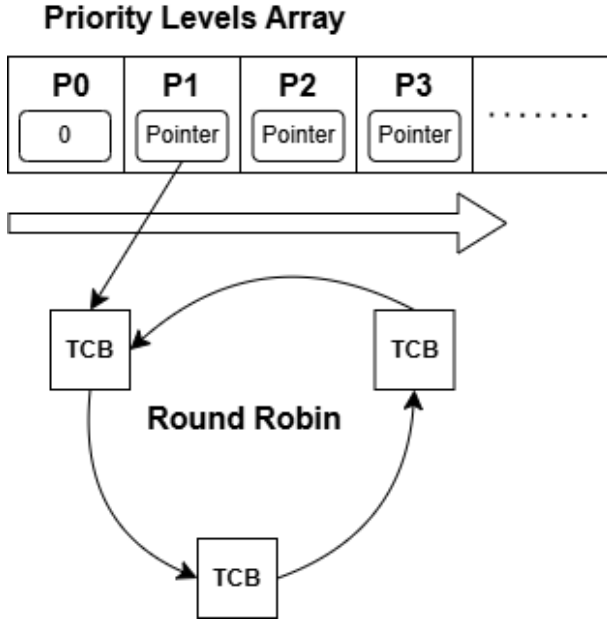 Priority Levels Array
P0 P1 P2 P3
0 Pointer Pointer Pointer .......
TCB TCB
Round Robin
TCB